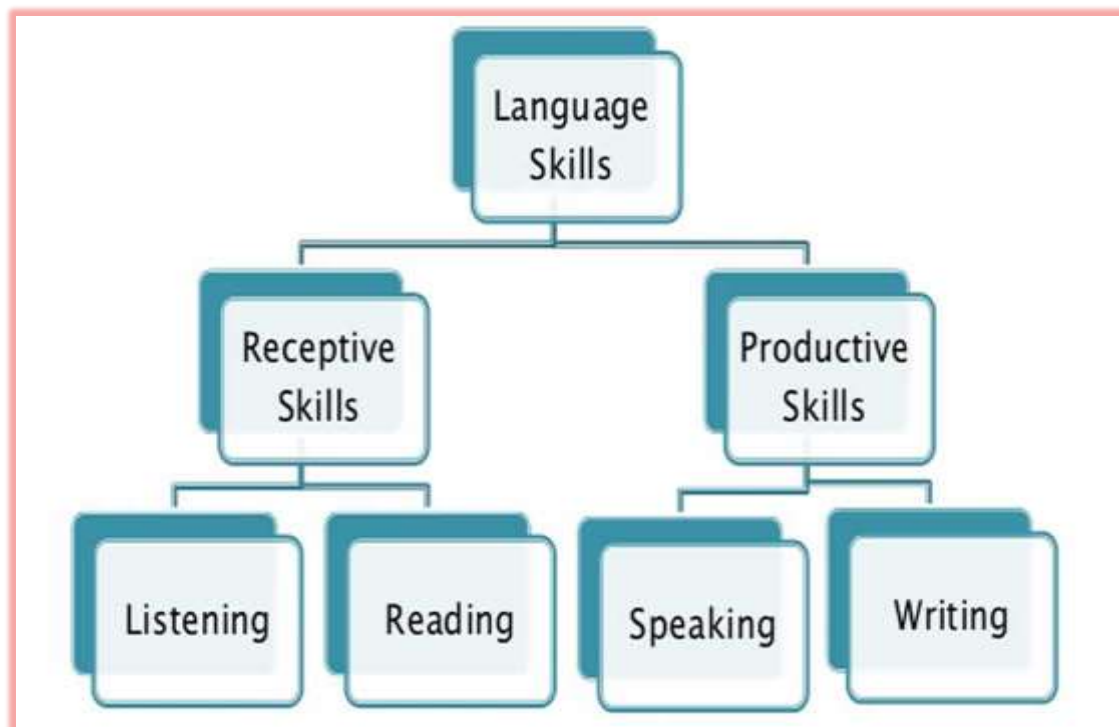 Language
Skills
Receptive
Skills
Productive
Skills
Listening
Reading
Speaking
Writing